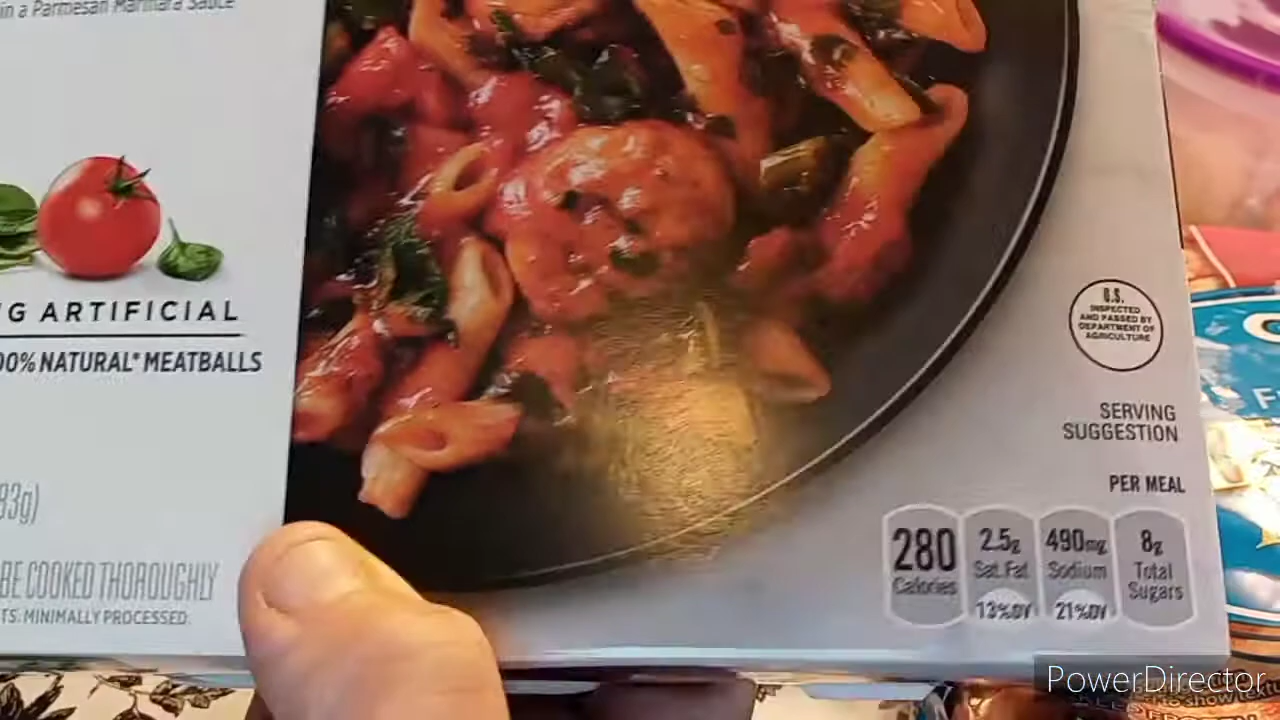 in a Parmesan Marinara Sauce
G ARTIFICIAL
00% NATURAL* MEATBALLS
83g)
BE COOKED THOROUGHLY
TS. MINIMALLY PROCESSED.
U.S.
INSPECTED
AND PASSED BY
DEPARTMENT OF
AGRICULTURE
SERVING
SUGGESTION
PER MEAL
280
Calories
2.5g
Sat. Fat
13%DV
490mg
Sodium
21%DV
8g
Total
Sugars
PowerDirector